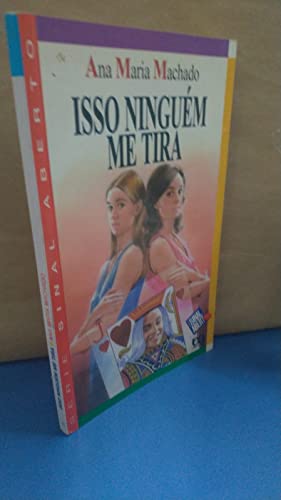 Ana Maria Machado
ISSO NINGUÉM
ME TIRA
SÉRIE SINAL ABERTO